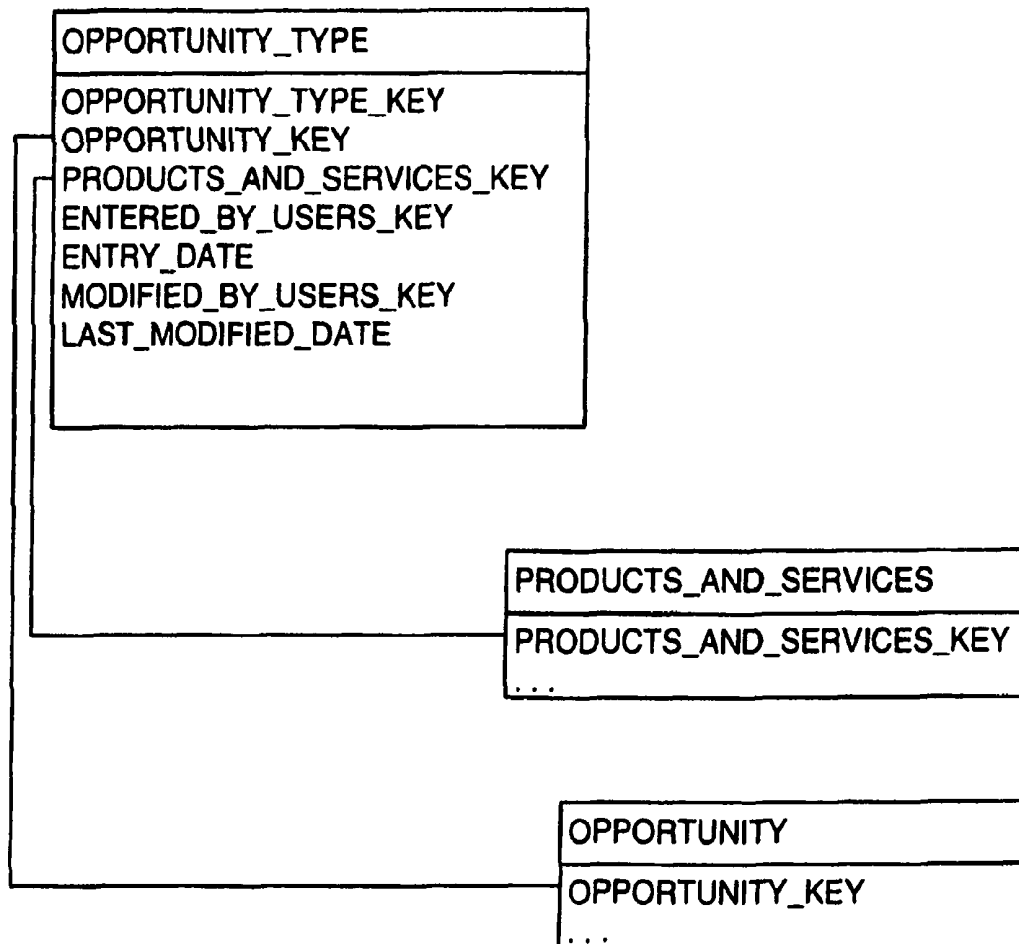 OPPORTUNITY_TYPE
OPPORTUNITY_TYPE_KEY
OPPORTUNITY_KEY
PRODUCTS_AND_SERVICES_KEY
ENTERED_BY_USERS_KEY
ENTRY_DATE
MODIFIED_BY_USERS_KEY
LAST_MODIFIED_DATE
PRODUCTS_AND_SERVICES
PRODUCTS_AND_SERVICES_KEY
...
OPPORTUNITY
OPPORTUNITY_KEY
...